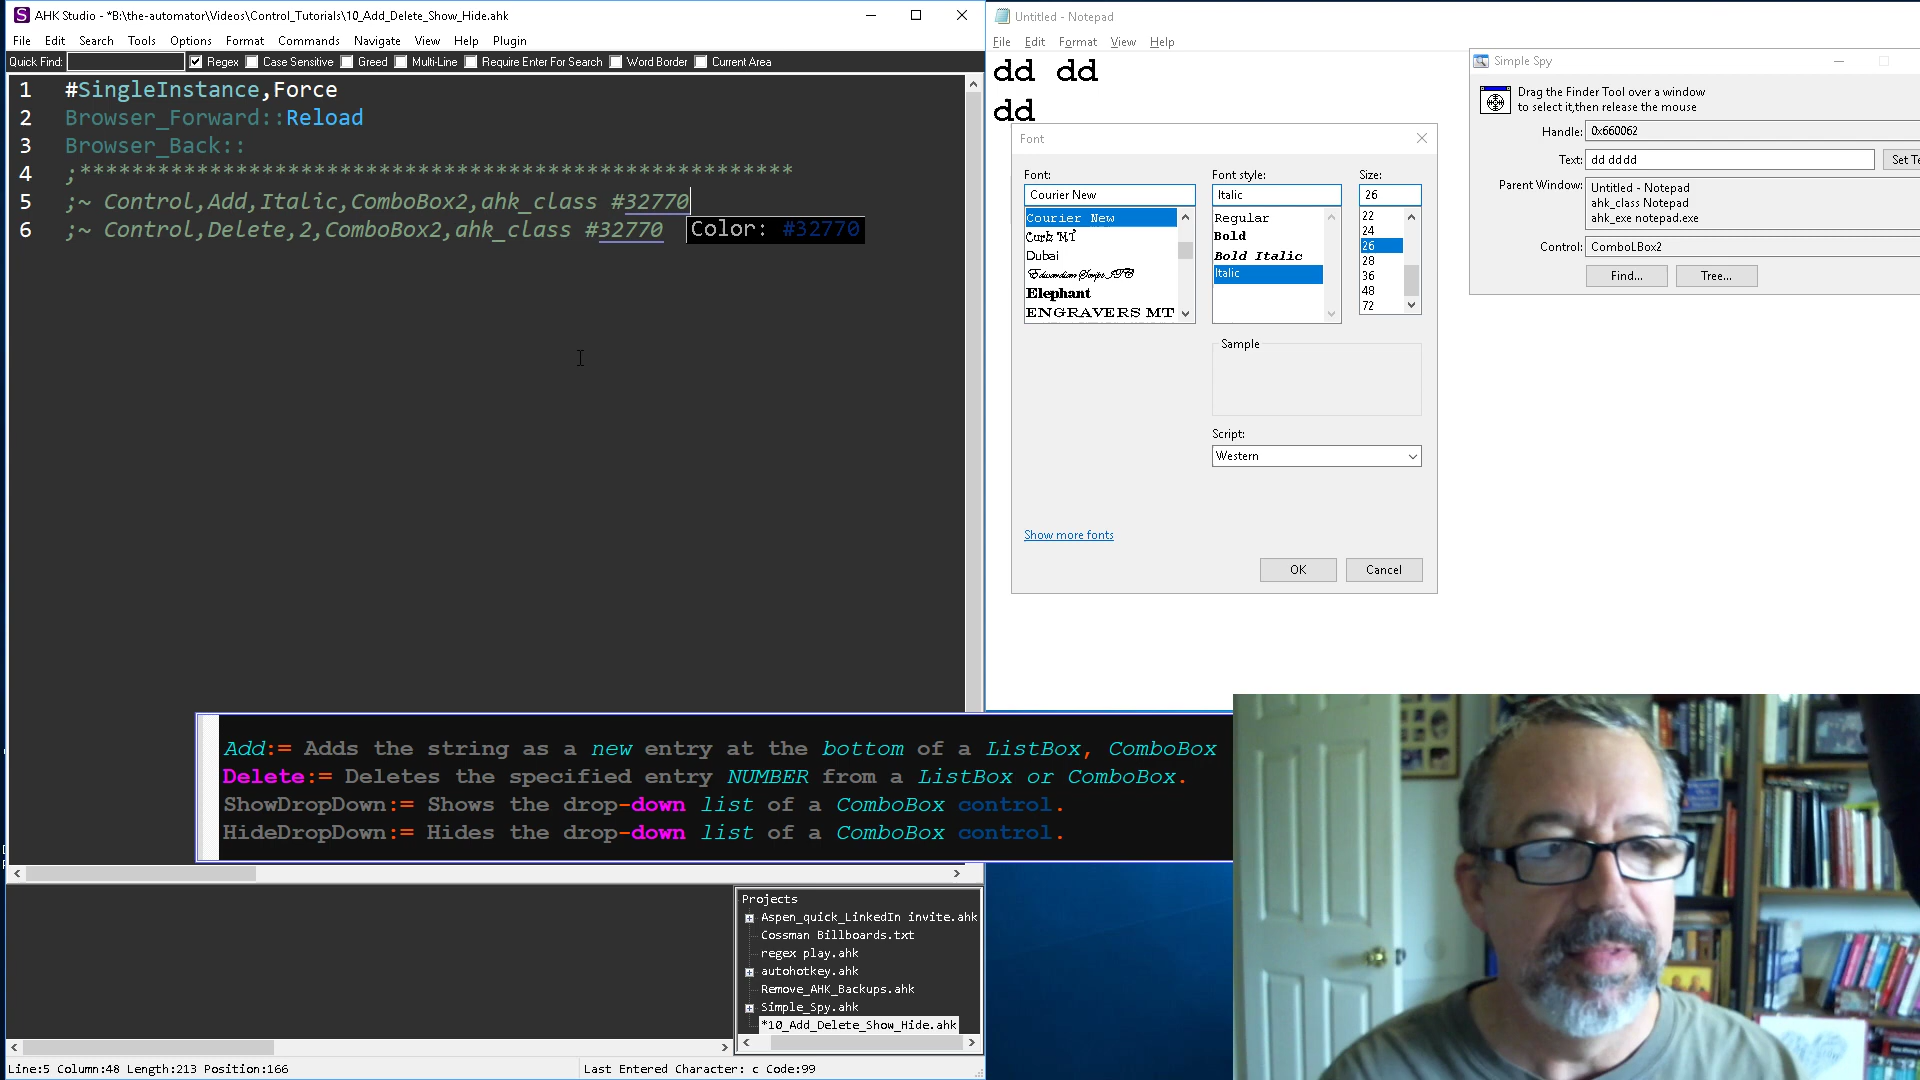 AHK Studio - *B:\the-automator\Videos\Control_Tutorials\10_Add_Delete_Show_Hide.ahk
File Edit Search Tools Options Format Commands Navigate View Help Plugin
Quick Find: Regex Case Sensitive Greed Multi-Line Require Enter For Search Word Border Current Area
1 #SingleInstance,Force
2 Browser_Forward::Reload
3 Browser_Back::
4 ;*******************************************************
5 ;~ Control,Add,Italic,ComboBox2,ahk_class #32770
6 ;~ Control,Delete,2,ComboBox2,ahk_class #32770
Color: #32770
Untitled - Notepad
File Edit Format View Help
dd dd
dd
Font
Font:
Courier New
Courier New
Curlz MT
Dubai
Edwardian Script ITC
Elephant
ENGRAVERS MT
Font style:
Italic
Regular
Bold
Bold Italic
Italic
Size:
26
22
24
26
28
36
48
72
Sample
Script:
Western
Show more fonts
OK Cancel
Simple Spy
Drag the Finder Tool over a window
to select it,then release the mouse
Handle: 0x660062
Text: dd dddd Set Te
Parent Window: Untitled - Notepad
ahk_class Notepad
ahk_exe notepad.exe
Control: ComboLBox2
Find... Tree...
Add:= Adds the string as a new entry at the bottom of a ListBox, ComboBox
Delete:= Deletes the specified entry NUMBER from a ListBox or ComboBox.
ShowDropDown:= Shows the drop-down list of a ComboBox control.
HideDropDown:= Hides the drop-down list of a ComboBox control.
Projects
Aspen_quick_LinkedIn invite.ahk
Cossman Billboards.txt
regex play.ahk
autohotkey.ahk
Remove_AHK_Backups.ahk
Simple_Spy.ahk
*10_Add_Delete_Show_Hide.ahk
Line:5 Column:48 Length:213 Position:166
Last Entered Character: c Code:99